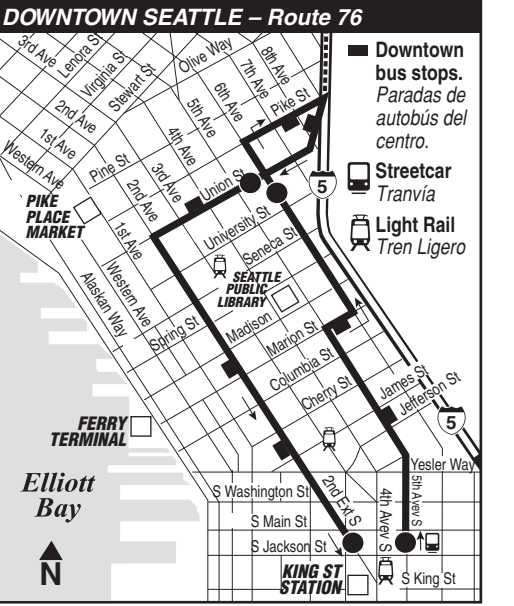 DOWNTOWN SEATTLE – Route 76
3rd Ave
Lenora St
Virginia St
Stewart St
Olive Way
8th Ave
7th Ave
6th Ave
5th Ave
4th Ave
Pike St
2nd Ave
1st Ave
Western Ave
Pine St
3rd Ave
2nd Ave
Union St
Downtown
bus stops.
Paradas de
autobús del
centro.
Streetcar
Tranvía
Light Rail
Tren Ligero
5
PIKE
PLACE
MARKET
1st Ave
Western Ave
Alaskan Way
University St
Seneca St
SEATTLE
PUBLIC
LIBRARY
Spring St
Madison
Marion St
Columbia St
Cherry St
James St
Jefferson St
5
FERRY
TERMINAL
Elliott
Bay
Yesler Way
S Washington St
2nd Ext S
4th Avev S
5th Avev S
S Main St
S Jackson St
N
KING ST
STATION
S King St